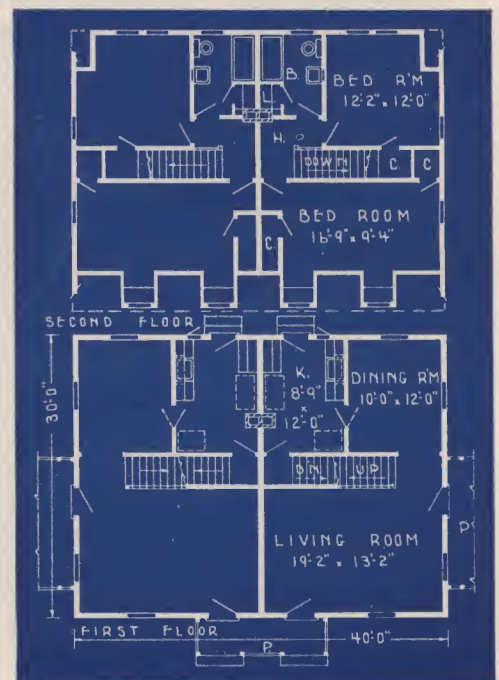 B.
BED R'M
12'-2" x 12'-0"
L
H.
DOWN
C.
C
BED ROOM
16'-9" x 9'-4"
C.
SECOND FLOOR
30'-0"
K.
8'-9"
x
12'-0"
DINING R'M
10'-0" x 12'-0"
DN
UP
LIVING ROOM
19'-2" x 13'-2"
P.
FIRST FLOOR
P.
40'-0"